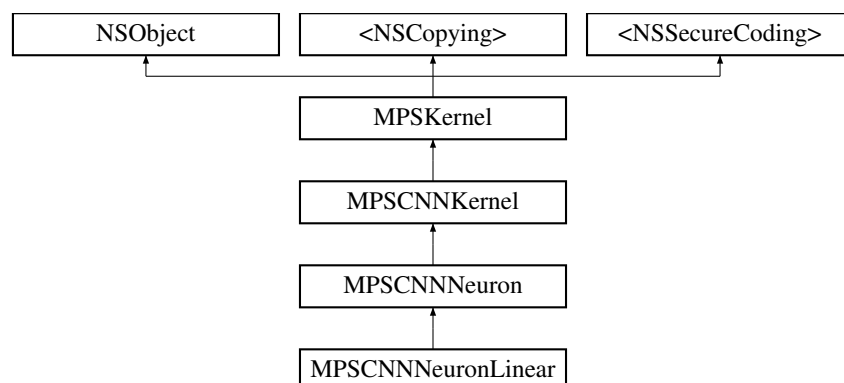 NSObject
<NSCopying>
<NSSecureCoding>
MPSKernel
MPSCNNKernel
MPSCNNNeuron
MPSCNNNeuronLinear